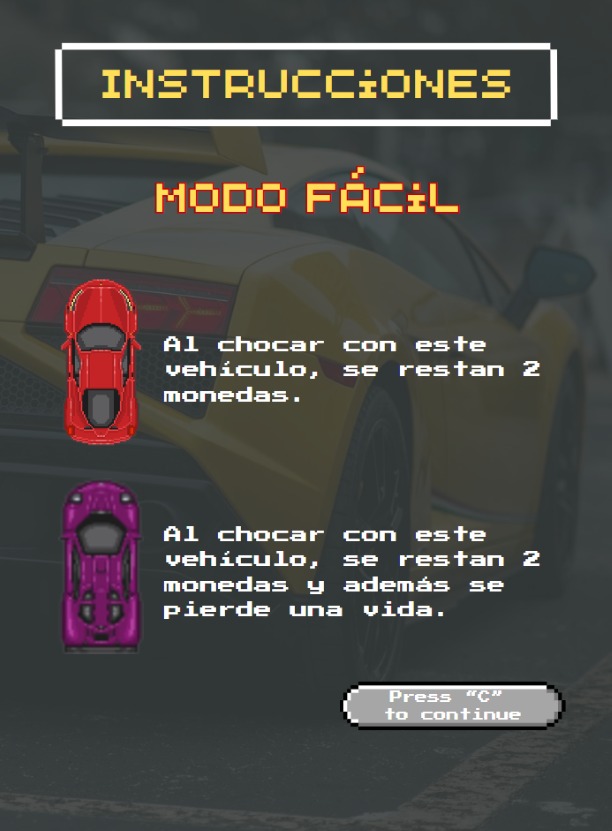 INSTRUCCiONES
MODO FÁCiL
Al chocar con este
vehículo, se restan 2
monedas.
Al chocar con este
vehículo, se restan 2
monedas y además se
pierde una vida.
Press “C”
to continue